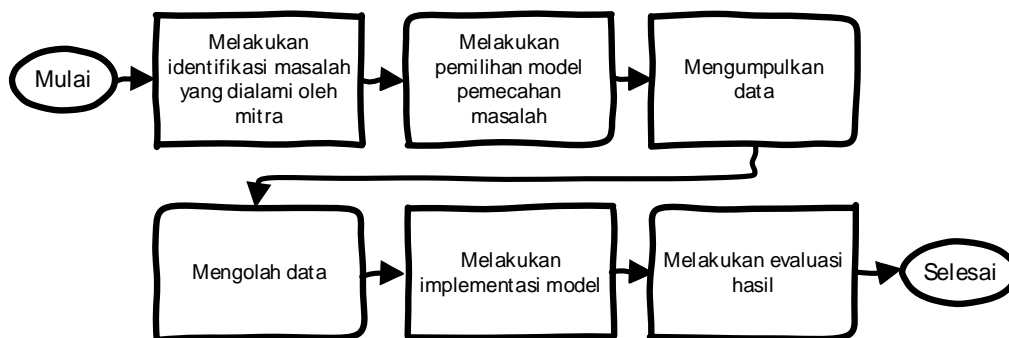 Mulai
Melakukan
identifikasi masalah
yang dialami oleh
mitra
Melakukan
pemilihan model
pemecahan
masalah
Mengumpulkan
data
Mengolah data
Melakukan
implementasi model
Melakukan evaluasi
hasil
Selesai